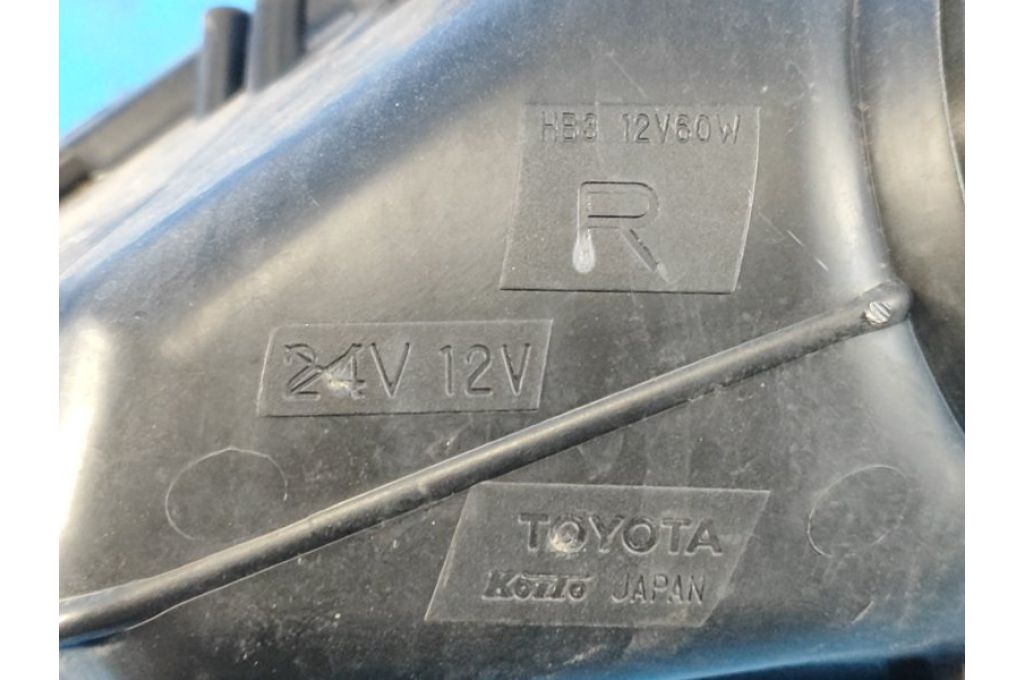 HB3 12V60W
R
24V 12V
TOYOTA
KOITO JAPAN